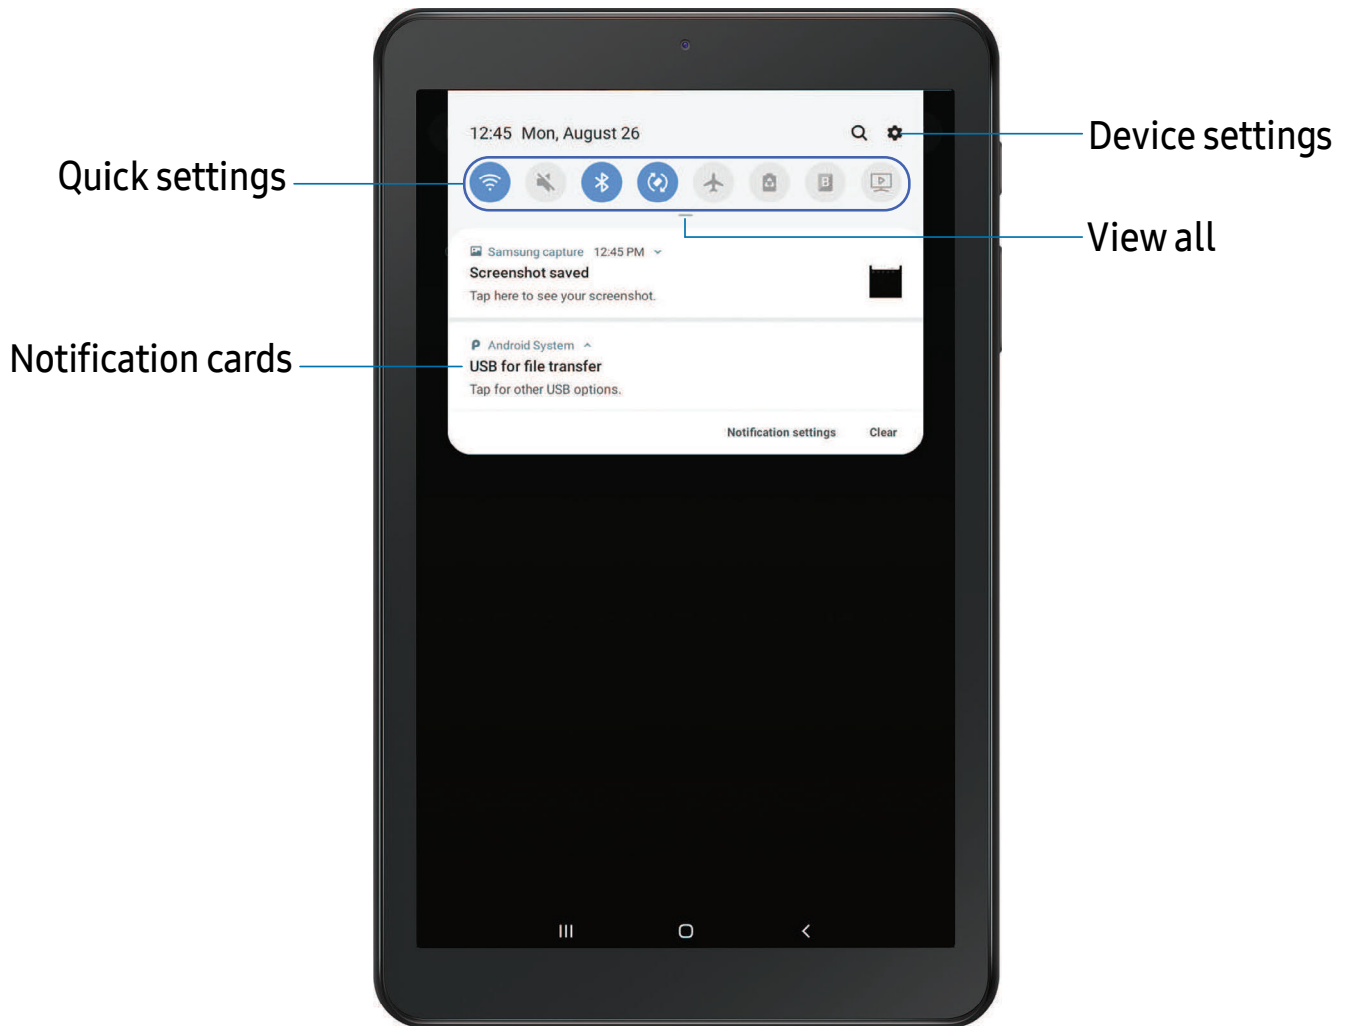 12:45 Mon, August 26
Device settings
Quick settings
B
View all
Samsung capture 12:45 PM
Screenshot saved
Tap here to see your screenshot.
Android System
Notification cards
USB for file transfer
Tap for other USB options.
Notification settings Clear